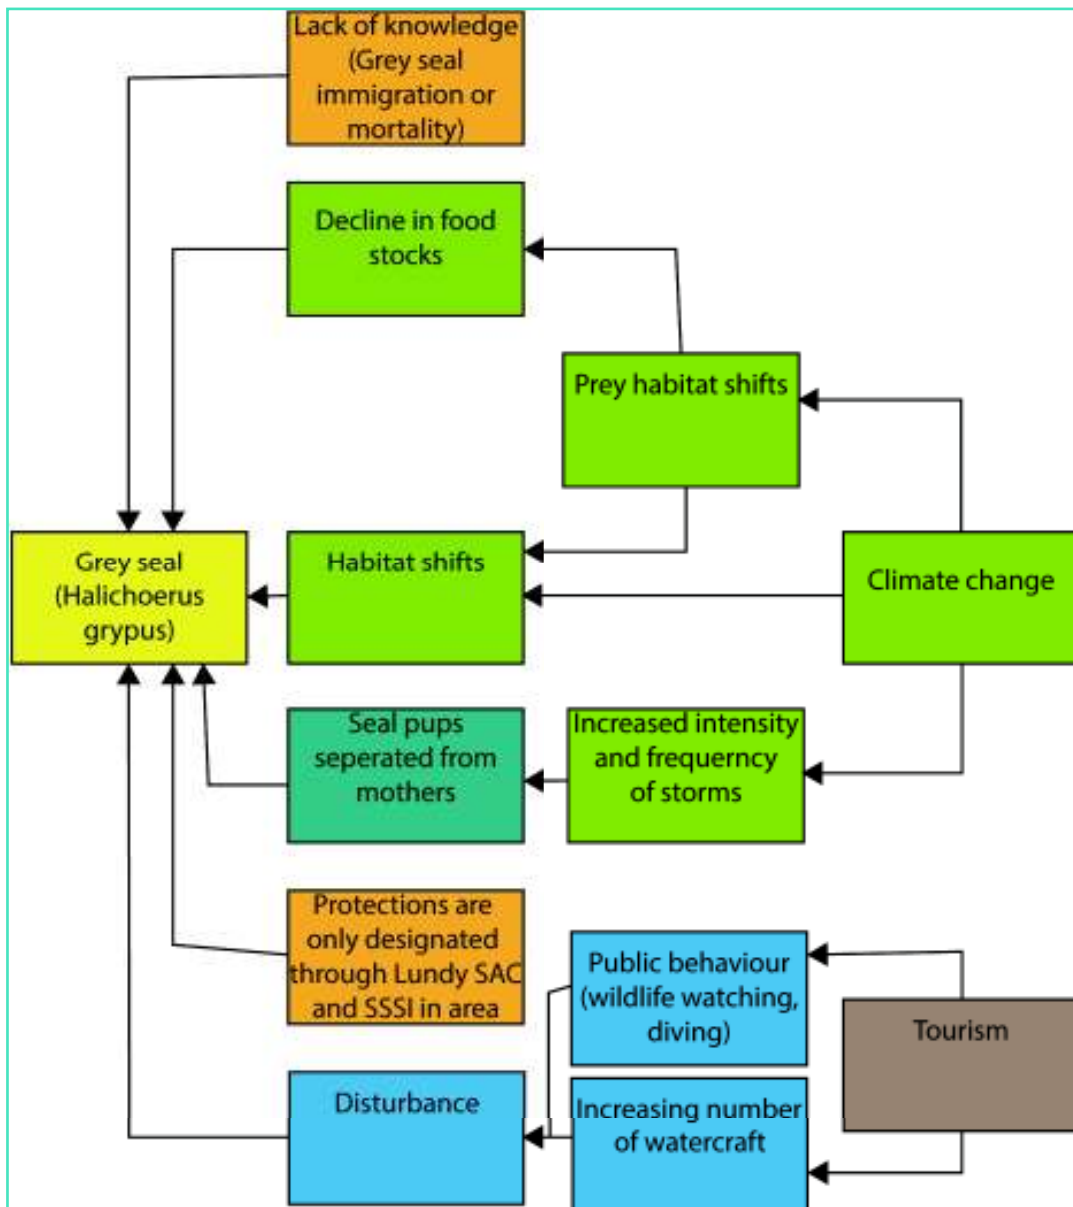 Lack of knowledge
(Grey seal
immigration or
mortality)
Decline in food
stocks
Prey habitat shifts
Grey seal
(Halichoerus
grypus)
Habitat shifts
Climate change
Seal pups
seperated from
mothers
Increased intensity
and frequerncy
of storms
Protections are
only designated
through Lundy SAC
and SSSI in area
Public behaviour
(wildlife watching,
diving)
Tourism
Disturbance
Increasing number
of watercraft